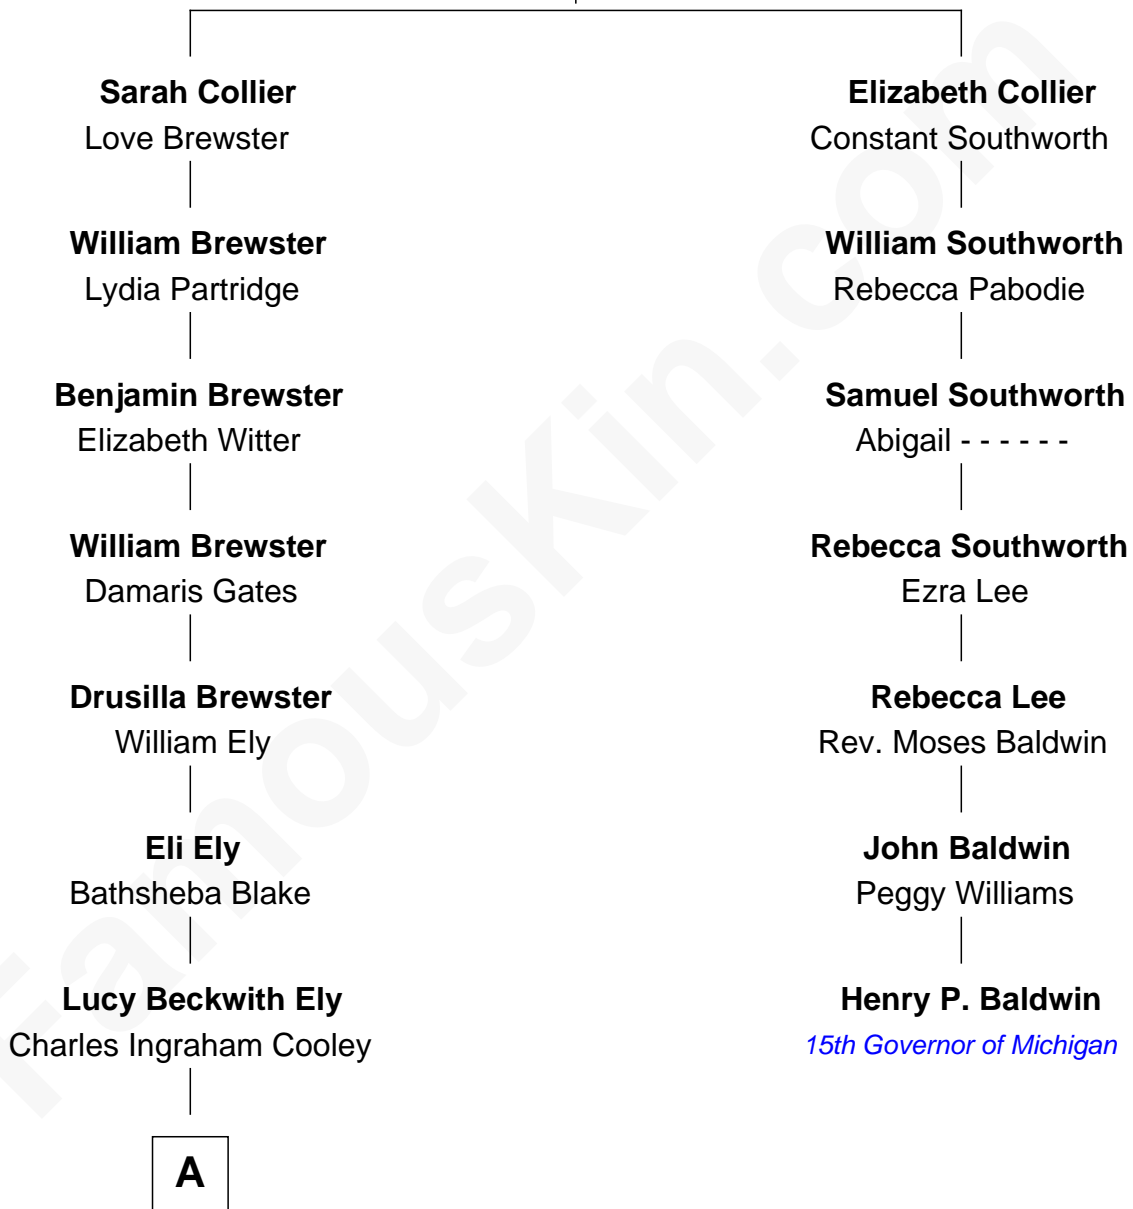 Sarah Collier
Love Brewster
William Brewster
Lydia Partridge
Benjamin Brewster
Elizabeth Witter
William Brewster
Damaris Gates
Drusilla Brewster
William Ely
Eli Ely
Bathsheba Blake
Lucy Beckwith Ely
Charles Ingraham Cooley
A
Elizabeth Collier
Constant Southworth
William Southworth
Rebecca Pabodie
Samuel Southworth
Abigail - - - - - -
Rebecca Southworth
Ezra Lee
Rebecca Lee
Rev. Moses Baldwin
John Baldwin
Peggy Williams
Henry P. Baldwin
15th Governor of Michigan
FamousKin.com